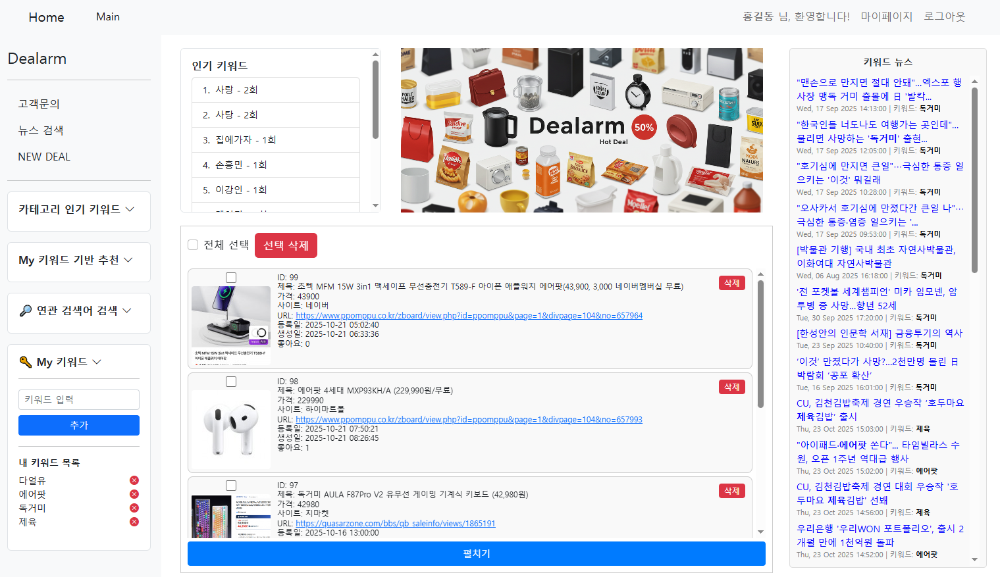 Home
Main
홍길동 님, 환영합니다!
마이페이지
로그아웃
Dealarm
고객문의
뉴스 검색
NEW DEAL
카테고리 인기 키워드
My 키워드 기반 추천
연관 검색어 검색
My 키워드
키워드 입력
추가
내 키워드 목록
다얼유
에어팟
독거미
제육
인기 키워드
1. 사랑 - 2회
2. 사탕 - 2회
3. 집에가자 - 1회
4. 손흥민 - 1회
5. 이강인 - 1회
Dealarm
50%
Hot Deal
전체 선택
선택 삭제
ID: 99
제목: 초텍 MFM 15W 3in1 맥세이프 무선충전기 T589-F 아이폰 애플워치 에어팟(43,900, 3,000 네이버멤버십 무료)
가격: 43900
사이트: 네이버
URL: https://www.ppomppu.co.kr/zboard/view.php?id=ppomppu&page=1&divpage=104&no=657964
등록일: 2025-10-21 05:02:40
생성일: 2025-10-21 06:33:36
좋아요: 0
삭제
초텍 MFM 15W 3in1 맥세이프 무선충전기 T589-F
아이폰 애플워치 에어팟
ID: 98
제목: 에어팟 4세대 MXP93KH/A (229,990원/무료)
가격: 229990
사이트: 하이마트몰
URL: https://www.ppomppu.co.kr/zboard/view.php?id=ppomppu&page=1&divpage=104&no=657993
등록일: 2025-10-21 07:50:21
생성일: 2025-10-21 08:26:45
좋아요: 1
삭제
ID: 97
제목: 독거미 AULA F87Pro V2 유무선 게이밍 기계식 키보드 (42,980원)
가격: 42980
사이트: 지마켓
URL: https://quasarzone.com/bbs/qb_saleinfo/views/1865191
등록일: 2025-10-16 13:00:00
삭제
펼치기
키워드 뉴스
"맨손으로 만지면 절대 안돼"...엑스포 행
사장 맹독 거미 출몰에 日 '발칵...
Wed, 17 Sep 2025 14:13:00 | 키워드: 독거미
"한국인들 너도나도 여행가는 곳인데"...
물리면 사망하는 '독거미' 출현...
Wed, 17 Sep 2025 12:05:00 | 키워드: 독거미
"호기심에 만지면 큰일"…극심한 통증 일
으키는 '이것' 뭐길래
Wed, 17 Sep 2025 10:28:00 | 키워드: 독거미
"오사카서 호기심에 만졌다간 큰일 나"…
극심한 통증·염증 일으키는 '...
Wed, 17 Sep 2025 09:53:00 | 키워드: 독거미
[박물관 기행] 국내 최초 자연사박물관,
이화여대 자연사박물관
Wed, 06 Aug 2025 16:18:00 | 키워드: 독거미
'전 포켓볼 세계챔피언' 미카 임모넨, 암
투병 중 사망...향년 52세
Tue, 30 Sep 2025 17:20:00 | 키워드: 독거미
[한성안의 인문학 서재] 금융투기의 역사
Tue, 23 Sep 2025 10:40:00 | 키워드: 독거미
‘이것’ 만졌다가 사망?…2천만명 몰린 日
박람회 ‘공포 확산’
Tue, 16 Sep 2025 16:01:00 | 키워드: 독거미
CU, 김천김밥축제 경연 우승작 ‘호두마요
제육김밥’ 출시
Thu, 23 Oct 2025 15:03:00 | 키워드: 제육
"아이패드·에어팟 쏜다"... 타임빌라스 수
원, 오픈 1주년 역대급 행사
Thu, 23 Oct 2025 15:02:00 | 키워드: 에어팟
CU, 김천김밥축제 경연 대회 우승작 '호
두마요 제육김밥' 선봬
Thu, 23 Oct 2025 14:56:00 | 키워드: 제육
우리은행 '우리WON 포트폴리오', 출시 2
개월 만에 1천억원 돌파
Thu, 23 Oct 2025 14:52:00 | 키워드: 에어팟